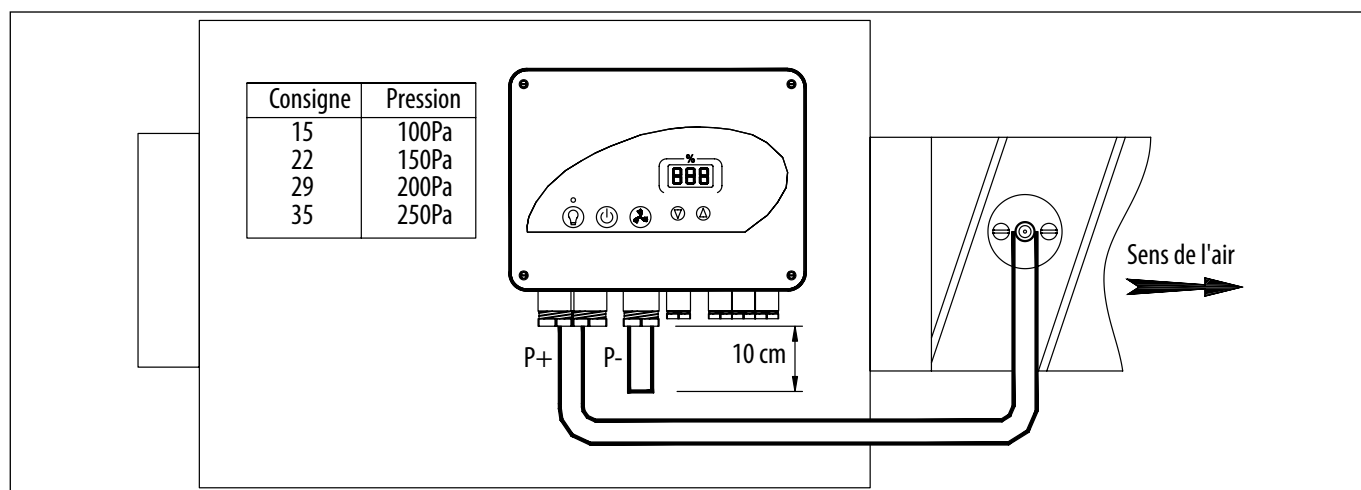 Consigne Pression
15 100Pa
22 150Pa
29 200Pa
35 250Pa
%
888
Sens de l'air
P+ P- 10 cm